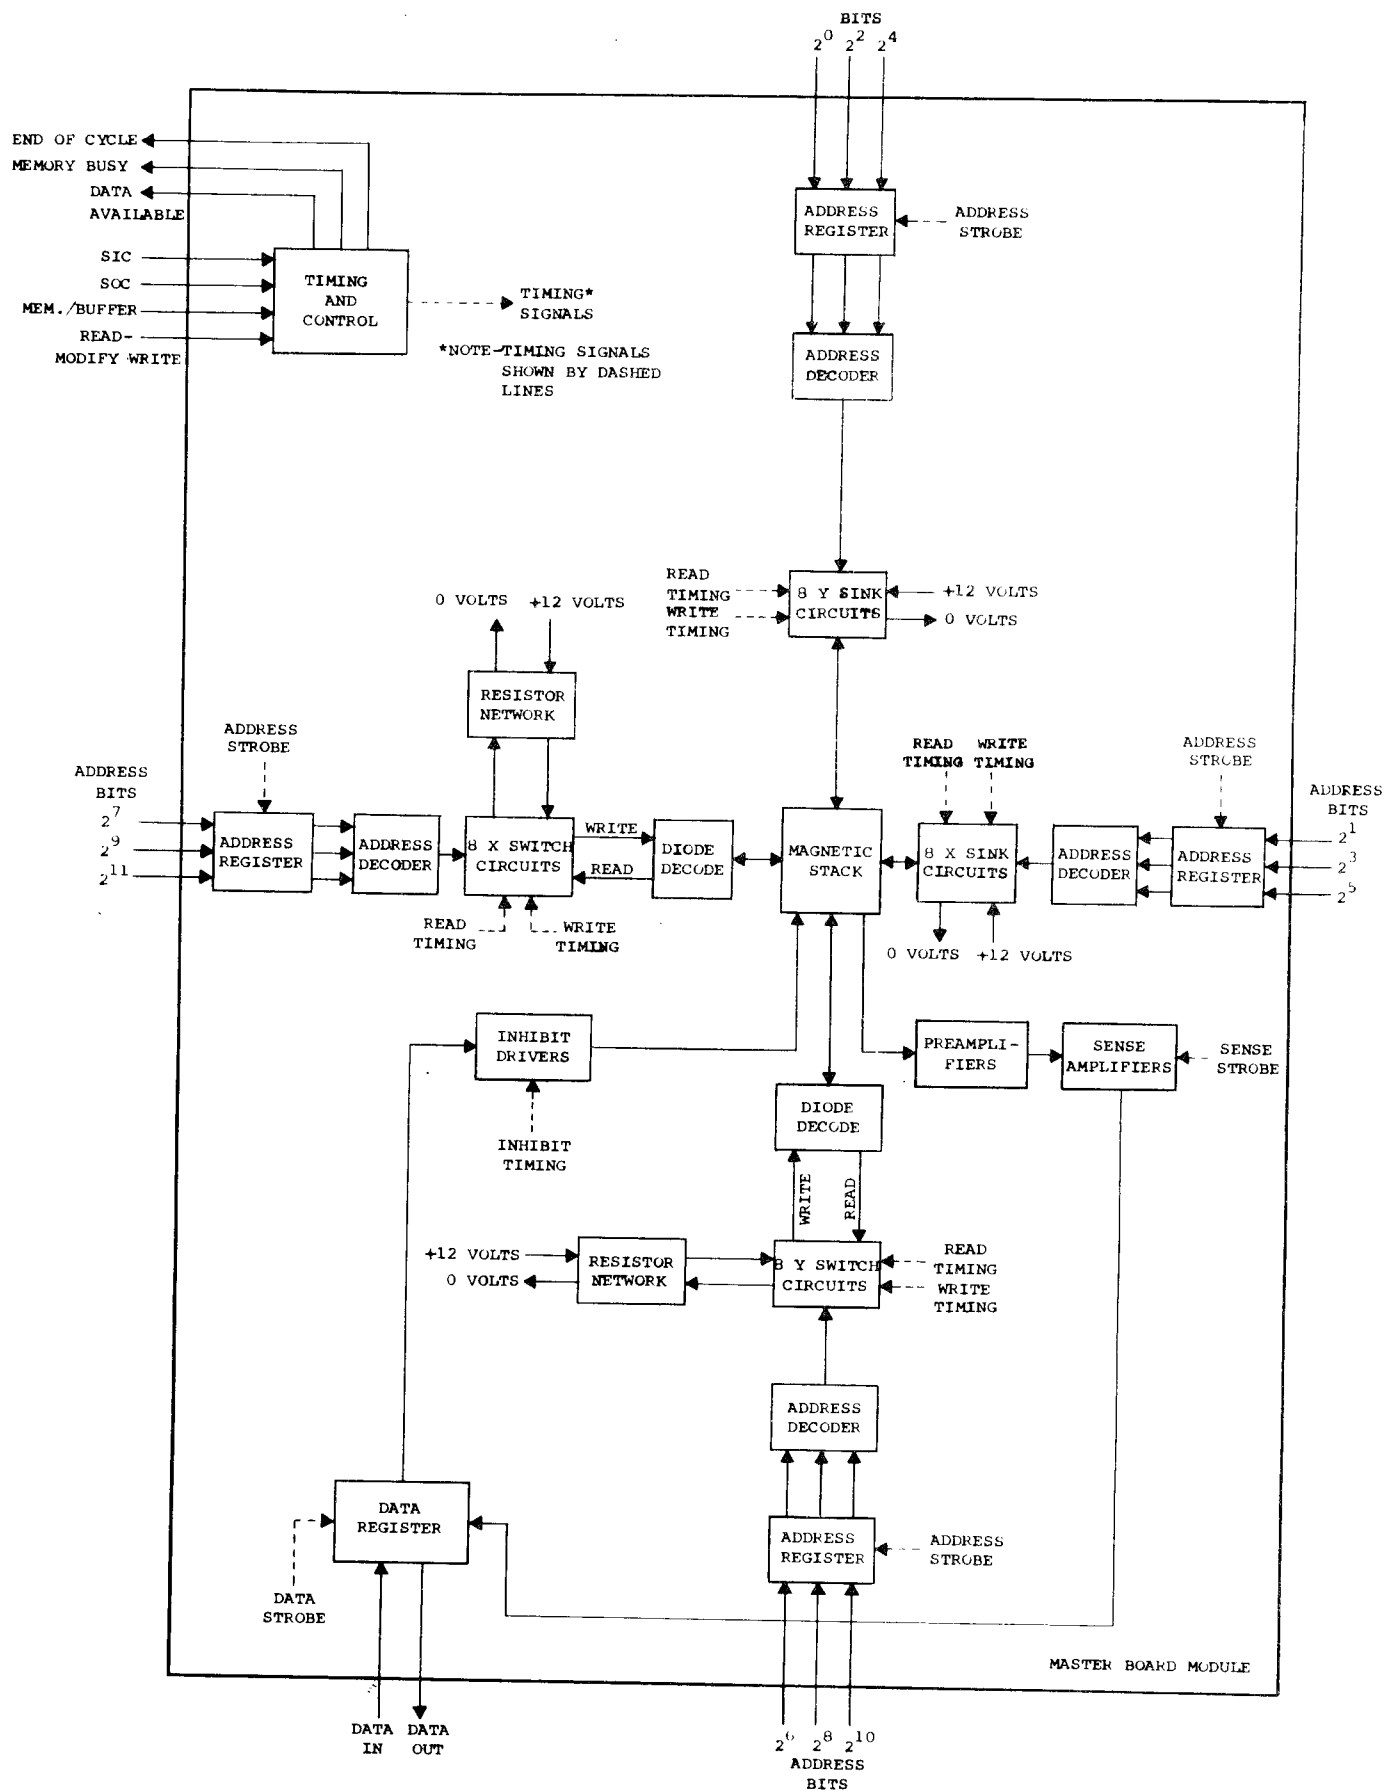 BITS
2^0 2^2 2^4
END OF CYCLE
MEMORY BUSY
DATA
AVAILABLE
SIC
SOC
MEM./BUFFER
READ-
MODIFY WRITE
TIMING
AND
CONTROL
TIMING*
SIGNALS
*NOTE-TIMING SIGNALS
SHOWN BY DASHED
LINES
ADDRESS
REGISTER
ADDRESS
STROBE
ADDRESS
DECODER
READ
TIMING
WRITE
TIMING
8 Y SINK
CIRCUITS
+12 VOLTS
0 VOLTS
0 VOLTS +12 VOLTS
RESISTOR
NETWORK
ADDRESS
STROBE
ADDRESS
BITS
2^7
2^9
2^11
ADDRESS
REGISTER
ADDRESS
DECODER
8 X SWITCH
CIRCUITS
WRITE
READ
DIODE
DECODE
READ
TIMING
WRITE
TIMING
MAGNETIC
STACK
READ
TIMING
WRITE
TIMING
8 X SINK
CIRCUITS
0 VOLTS +12 VOLTS
ADDRESS
DECODER
ADDRESS
STROBE
ADDRESS
REGISTER
ADDRESS
BITS
2^1
2^3
2^5
INHIBIT
DRIVERS
INHIBIT
TIMING
PREAMPLI-
FIERS
SENSE
AMPLIFIERS
SENSE
STROBE
DIODE
DECODE
WRITE
READ
+12 VOLTS
0 VOLTS
RESISTOR
NETWORK
8 Y SWITCH
CIRCUITS
READ
TIMING
WRITE
TIMING
ADDRESS
DECODER
DATA
REGISTER
DATA
STROBE
ADDRESS
REGISTER
ADDRESS
STROBE
MASTER BOARD MODULE
DATA
IN
DATA
OUT
2^6 2^8 2^10
ADDRESS
BITS